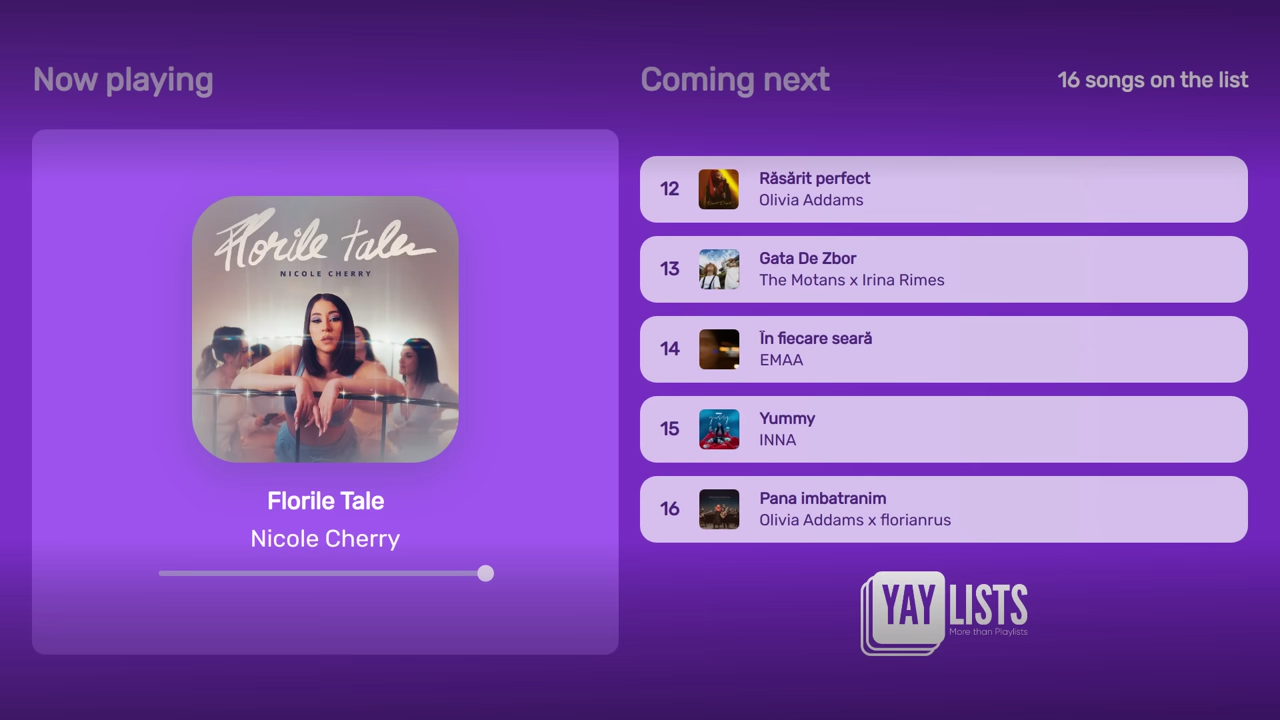 Now playing
Florile tale
NICOLE CHERRY
Florile Tale
Nicole Cherry
Coming next
16 songs on the list
12
Răsărit perfect
Olivia Addams
13
Gata De Zbor
The Motans x Irina Rimes
14
În fiecare seară
EMAA
15
Yummy
INNA
16
Pana imbatranim
Olivia Addams x florianrus
YAY LISTS
More than Playlists